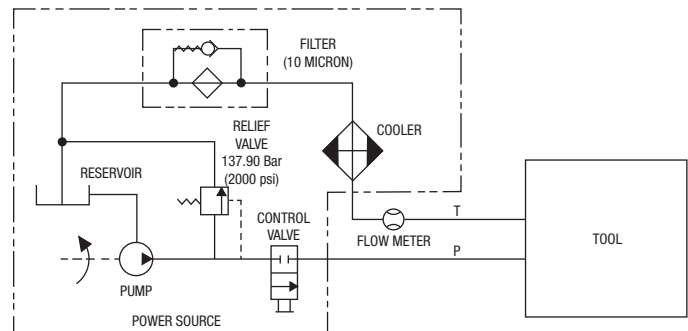 FILTER
(10 MICRON)
RELIEF
VALVE
137.90 Bar
(2000 psi)
COOLER
RESERVOIR
CONTROL
VALVE
T
FLOW METER
TOOL
P
PUMP
POWER SOURCE